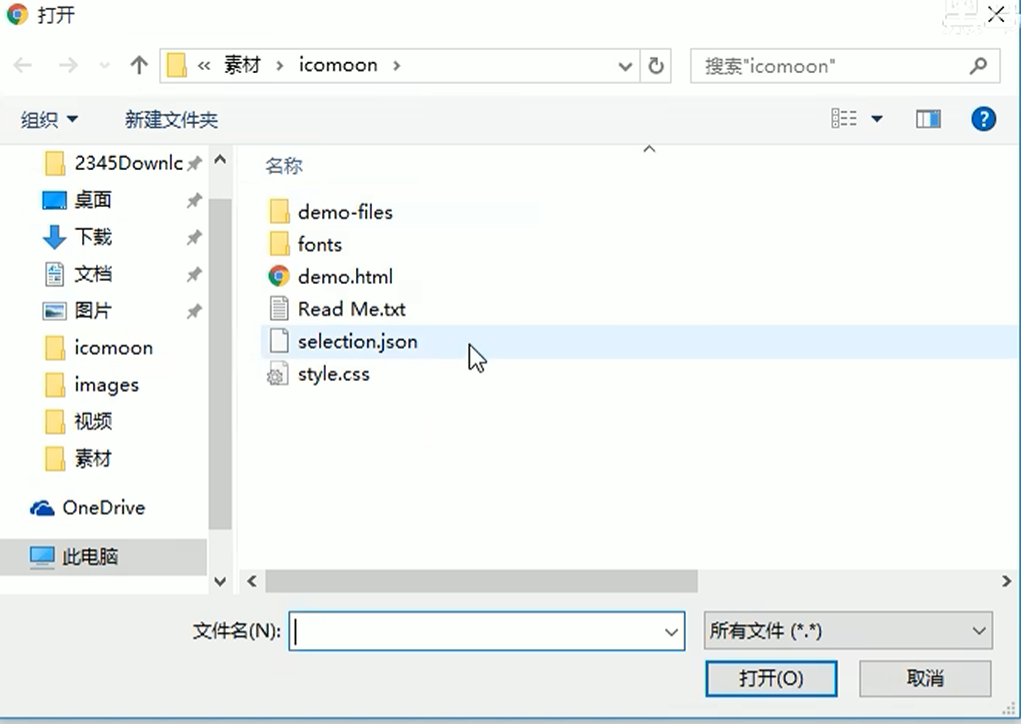 打开
« 素材 > icomoon >
搜索"icomoon"
组织
新建文件夹
2345Downlc
桌面
下载
文档
图片
icomoon
images
视频
素材
OneDrive
此电脑
名称
demo-files
fonts
demo.html
Read Me.txt
selection.json
style.css
文件名(N):
所有文件 (*.*)
打开(O)
取消